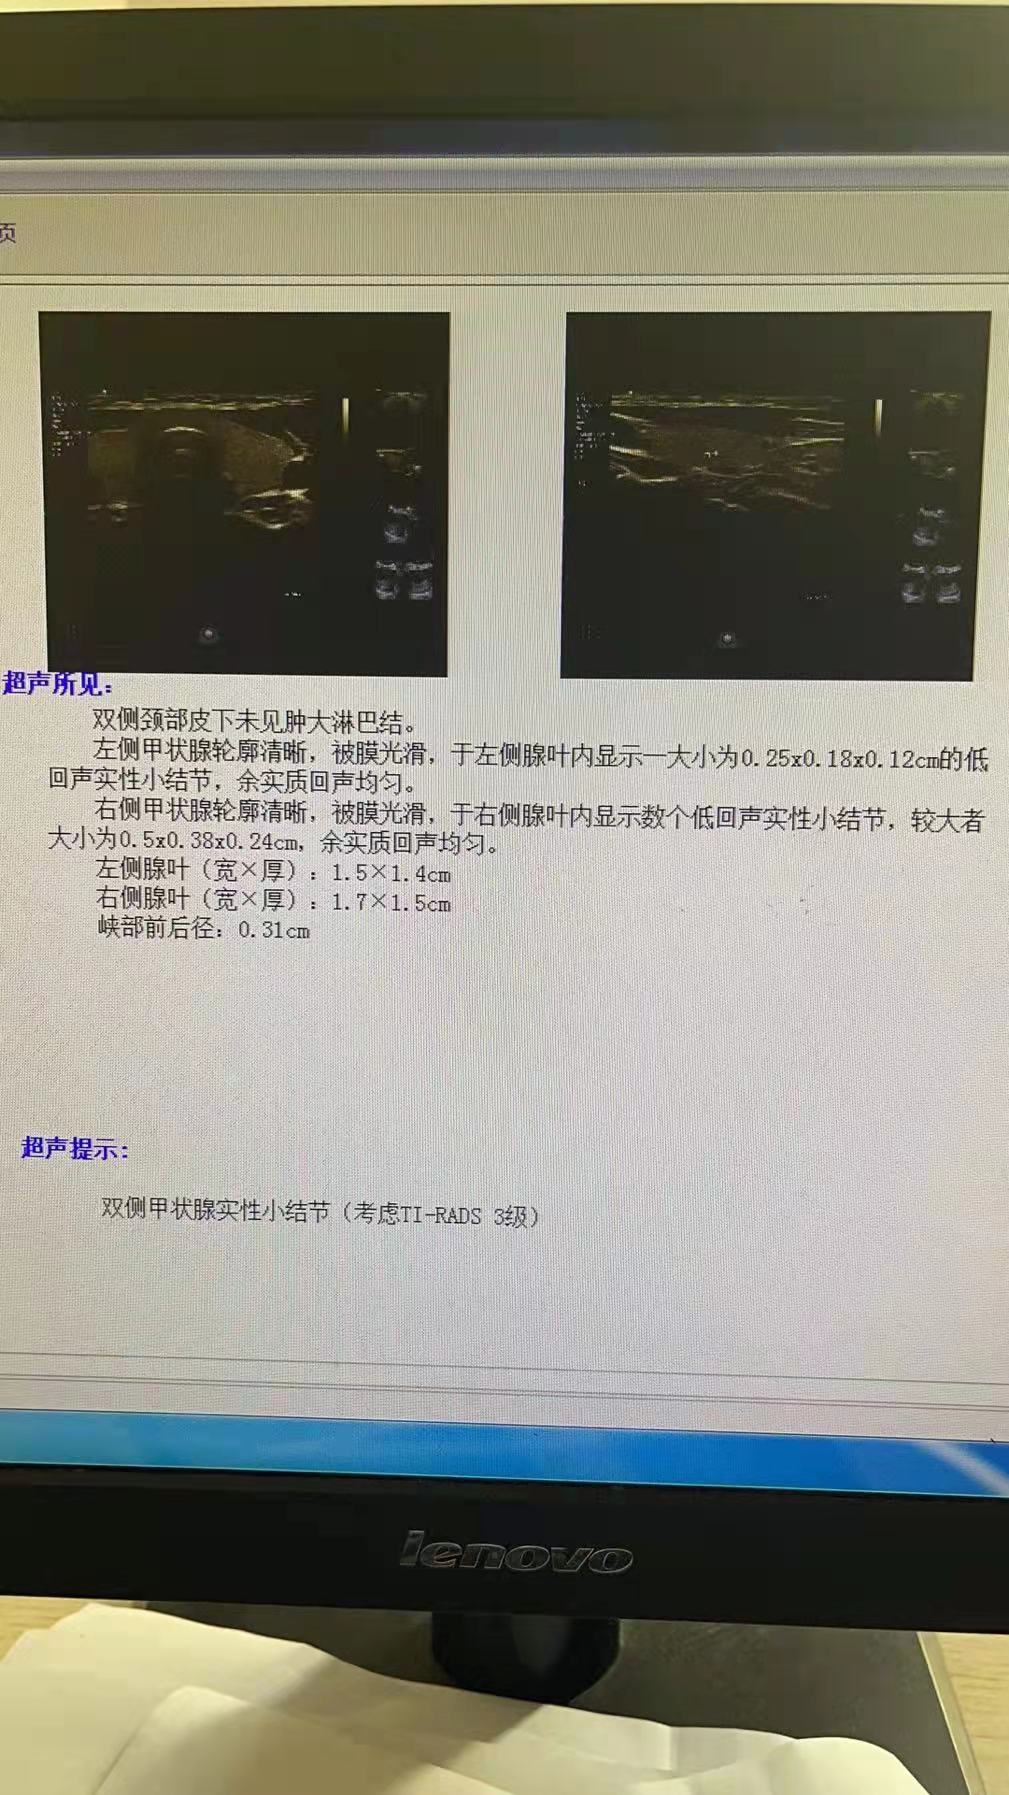 页
超声所见：
双侧颈部皮下未见肿大淋巴结。
左侧甲状腺轮廓清晰，被膜光滑，于左侧腺叶内显示一大小为0.25x0.18x0.12cm的低
回声实性小结节，余实质回声均匀。
右侧甲状腺轮廓清晰，被膜光滑，于右侧腺叶内显示数个低回声实性小结节，较大者
大小为0.5x0.38x0.24cm，余实质回声均匀。
左侧腺叶（宽×厚）：1.5×1.4cm
右侧腺叶（宽×厚）：1.7×1.5cm
峡部前后径：0.31cm
超声提示：
双侧甲状腺实性小结节（考虑TI-RADS 3级）
lenovo